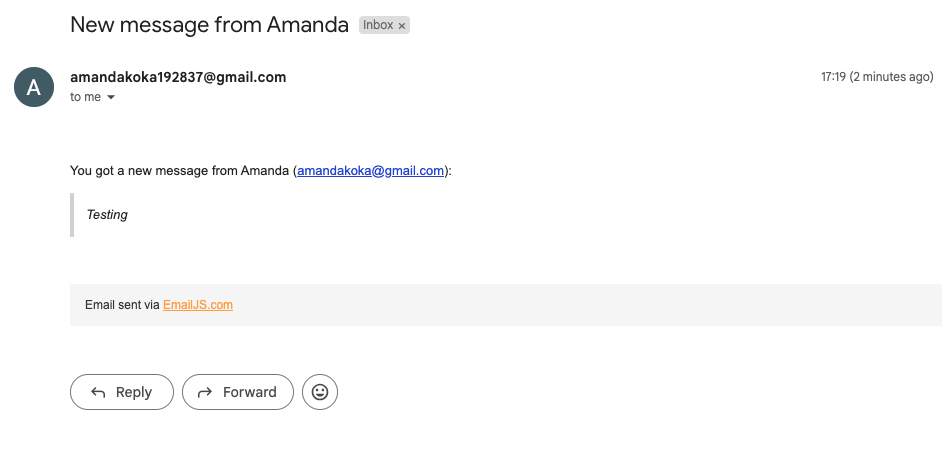 New message from Amanda Inbox ×
A amandakoka192837@gmail.com 17:19 (2 minutes ago)
to me
You got a new message from Amanda (amandakoka@gmail.com):
Testing
Email sent via EmailJS.com
Reply Forward